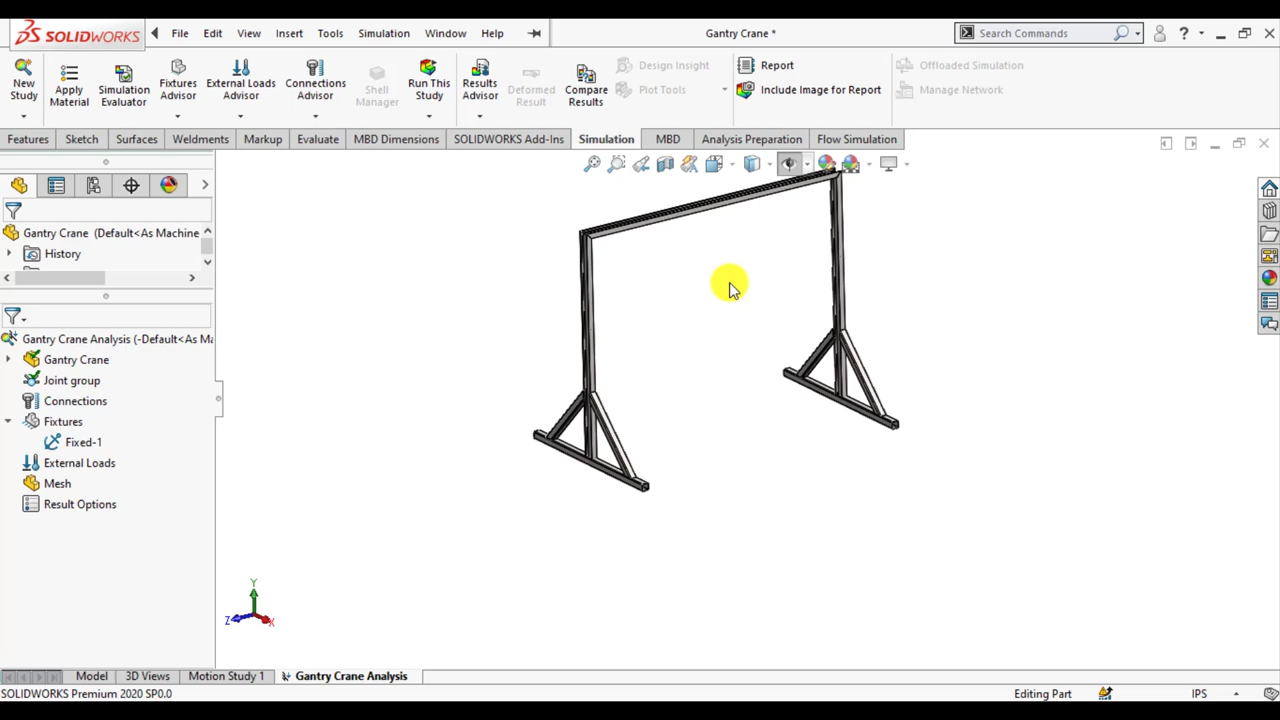 SOLIDWORKS
File Edit View Insert Tools Simulation Window Help
Gantry Crane *
Search Commands
?
New Study
Apply Material
Simulation Evaluator
Fixtures Advisor
External Loads Advisor
Connections Advisor
Shell Manager
Run This Study
Results Advisor
Deformed Result
Compare Results
Design Insight
Plot Tools
Report
Include Image for Report
Offloaded Simulation
Manage Network
Features Sketch Surfaces Weldments Markup Evaluate MBD Dimensions SOLIDWORKS Add-Ins Simulation MBD Analysis Preparation Flow Simulation
Gantry Crane (Default<As Machine
History
Gantry Crane Analysis (-Default<As Ma
Gantry Crane
Joint group
Connections
Fixtures
Fixed-1
External Loads
Mesh
Result Options
Y
Z
X
Model 3D Views Motion Study 1 Gantry Crane Analysis
SOLIDWORKS Premium 2020 SP0.0
Editing Part
IPS